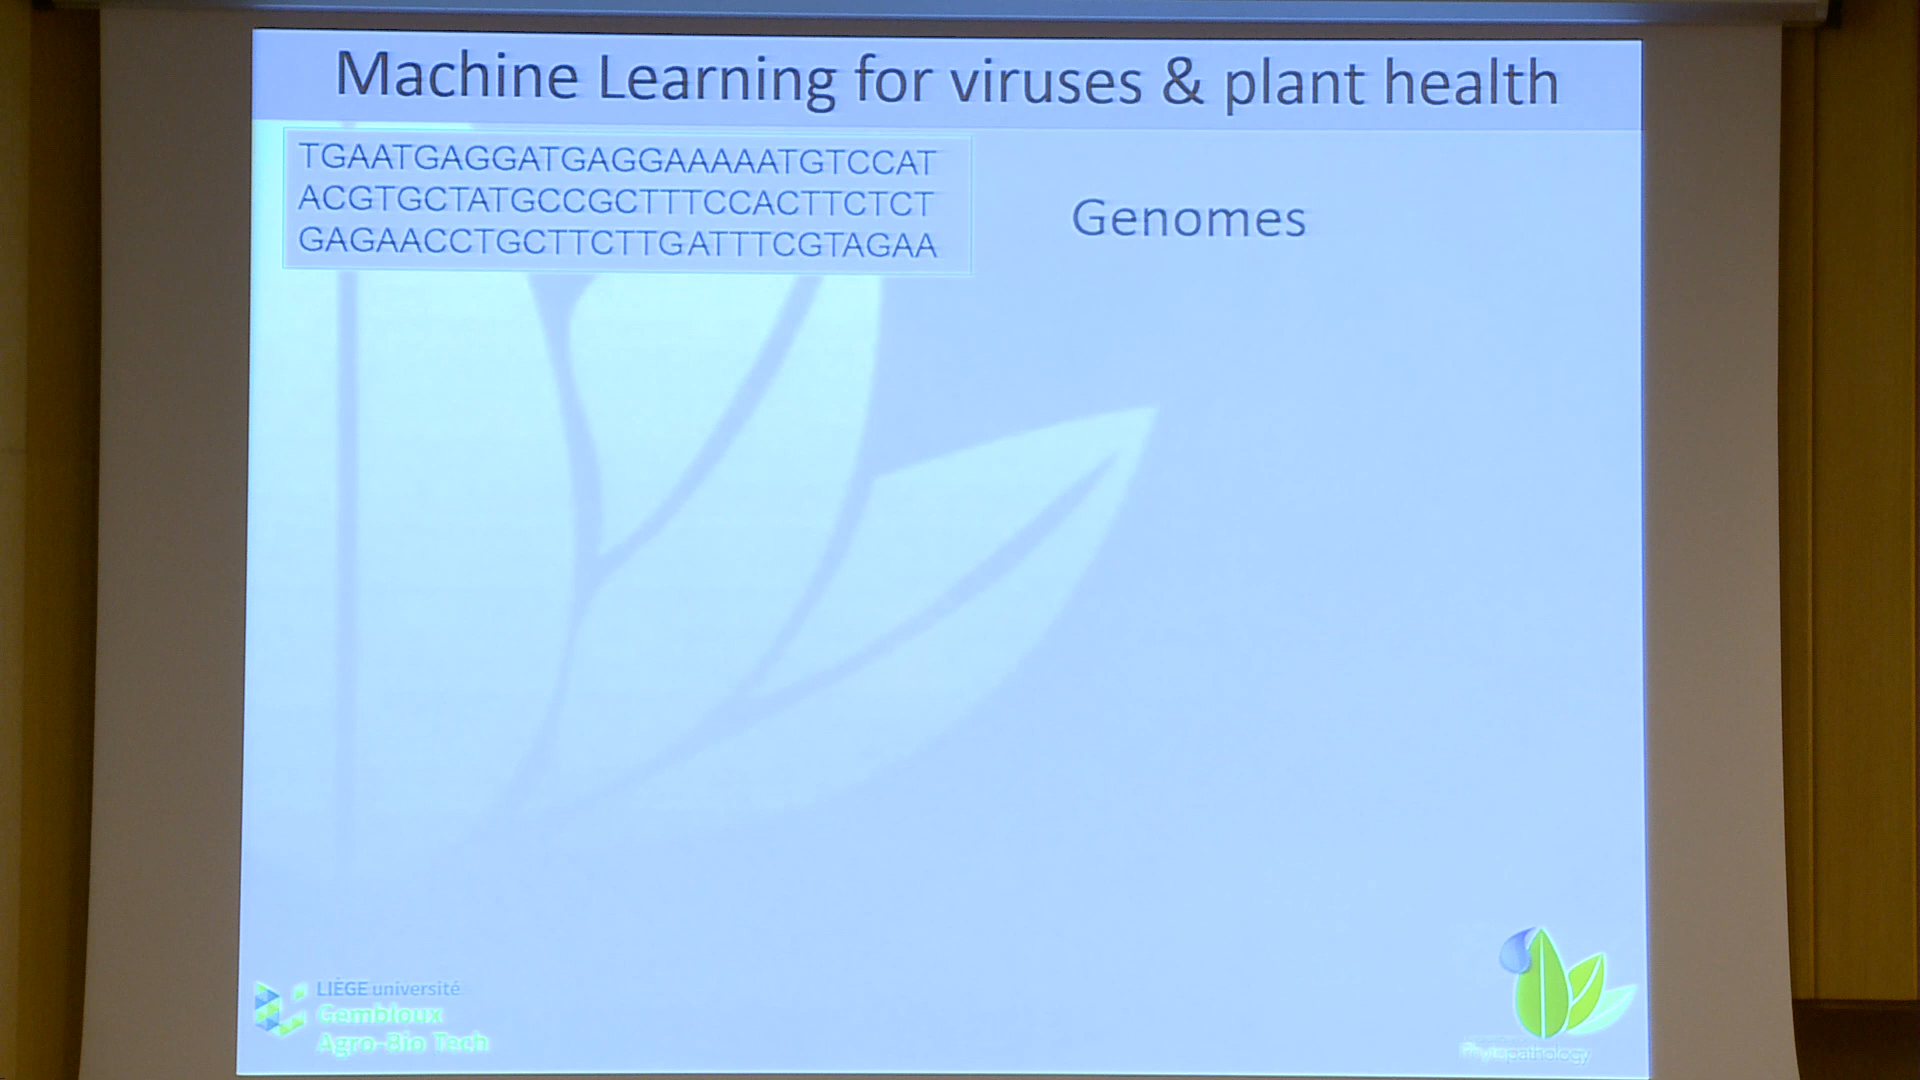 Machine Learning for viruses & plant health
TGAATGAGGATGAGGAAAAATGTCCAT
ACGTGCTATGCCGCTTTCCACTTCTCT
GAGAACCTGCTTCTTGATTTCGTAGAA
Genomes
LIÈGE université
Gembloux
Agro-Bio Tech
Phytopathology